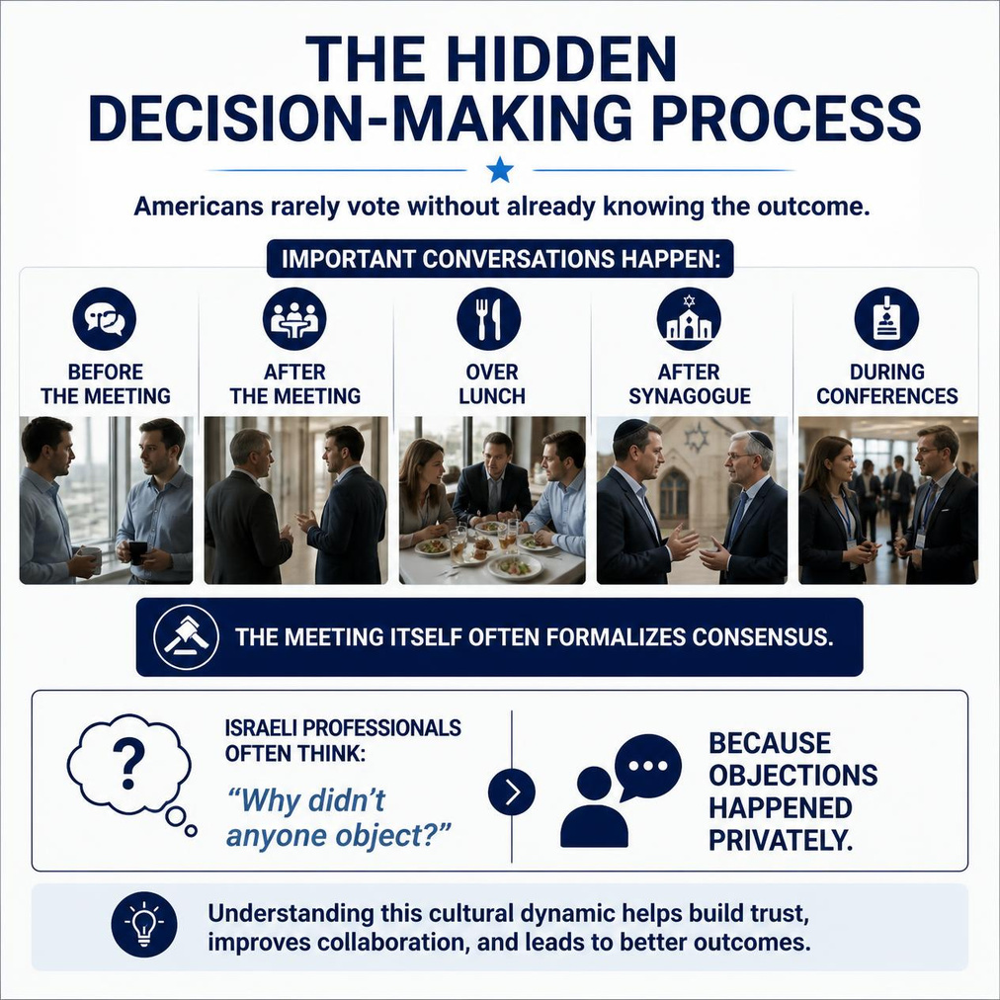 THE HIDDEN
DECISION-MAKING PROCESS
Americans rarely vote without already knowing the outcome.
IMPORTANT CONVERSATIONS HAPPEN:
BEFORE
THE MEETING
AFTER
THE MEETING
OVER
LUNCH
AFTER
SYNAGOGUE
DURING
CONFERENCES
THE MEETING ITSELF OFTEN FORMALIZES CONSENSUS.
?
ISRAELI PROFESSIONALS
OFTEN THINK:
“Why didn’t
anyone object?”
BECAUSE
OBJECTIONS
HAPPENED
PRIVATELY.
Understanding this cultural dynamic helps build trust,
improves collaboration, and leads to better outcomes.